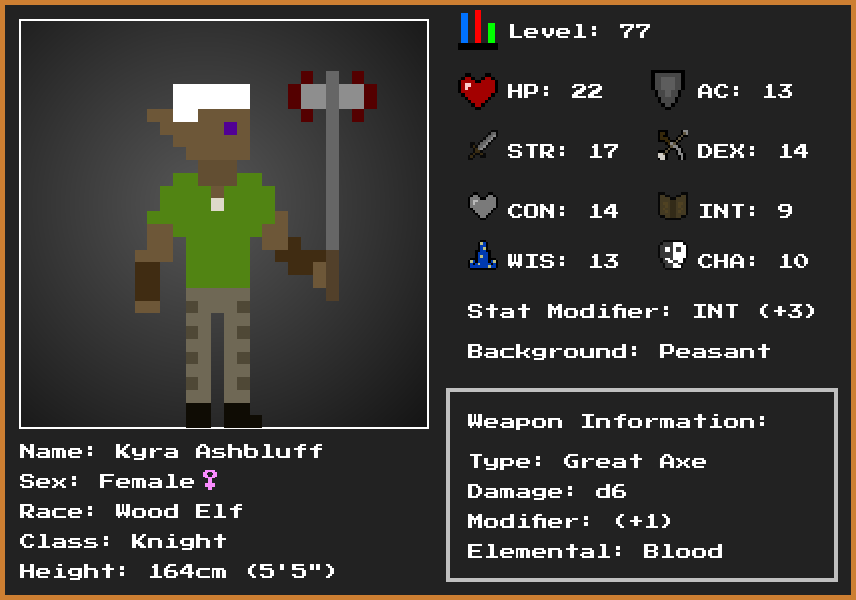 Level: 77
HP: 22 AC: 13
STR: 17 DEX: 14
CON: 14 INT: 9
WIS: 13 CHA: 10
Stat Modifier: INT (+3)
Background: Peasant
Weapon Information:
Type: Great Axe
Damage: d6
Modifier: (+1)
Elemental: Blood
Name: Kyra Ashbluff
Sex: Female♀
Race: Wood Elf
Class: Knight
Height: 164cm (5'5")